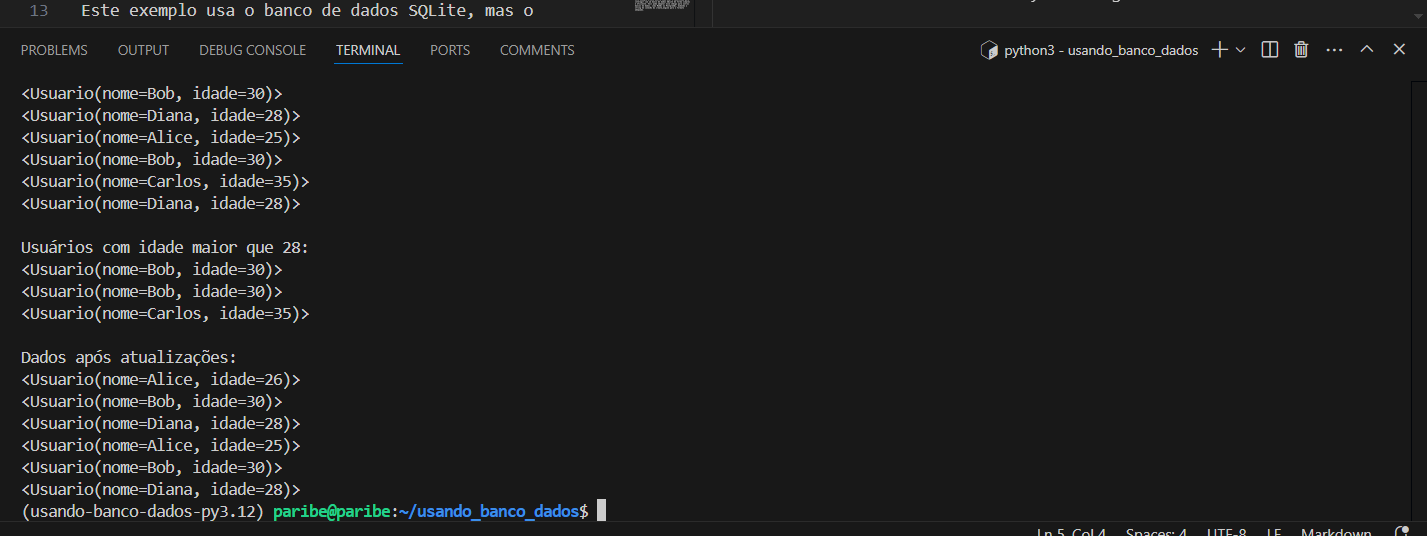 13 Este exemplo usa o banco de dados SQLite, mas o
PROBLEMS OUTPUT DEBUG CONSOLE TERMINAL PORTS COMMENTS python3 - usando_banco_dados
<Usuario(nome=Bob, idade=30)>
<Usuario(nome=Diana, idade=28)>
<Usuario(nome=Alice, idade=25)>
<Usuario(nome=Bob, idade=30)>
<Usuario(nome=Carlos, idade=35)>
<Usuario(nome=Diana, idade=28)>
Usuários com idade maior que 28:
<Usuario(nome=Bob, idade=30)>
<Usuario(nome=Bob, idade=30)>
<Usuario(nome=Carlos, idade=35)>
Dados após atualizações:
<Usuario(nome=Alice, idade=26)>
<Usuario(nome=Bob, idade=30)>
<Usuario(nome=Diana, idade=28)>
<Usuario(nome=Alice, idade=25)>
<Usuario(nome=Bob, idade=30)>
<Usuario(nome=Diana, idade=28)>
(usando-banco-dados-py3.12) paribe@paribe:~/usando_banco_dados$
Ln 5, Col 4 Spaces: 4 UTF-8 LF Markdown